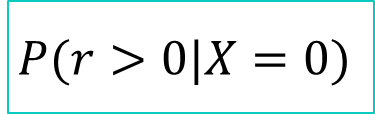 P(r > 0|X = 0)